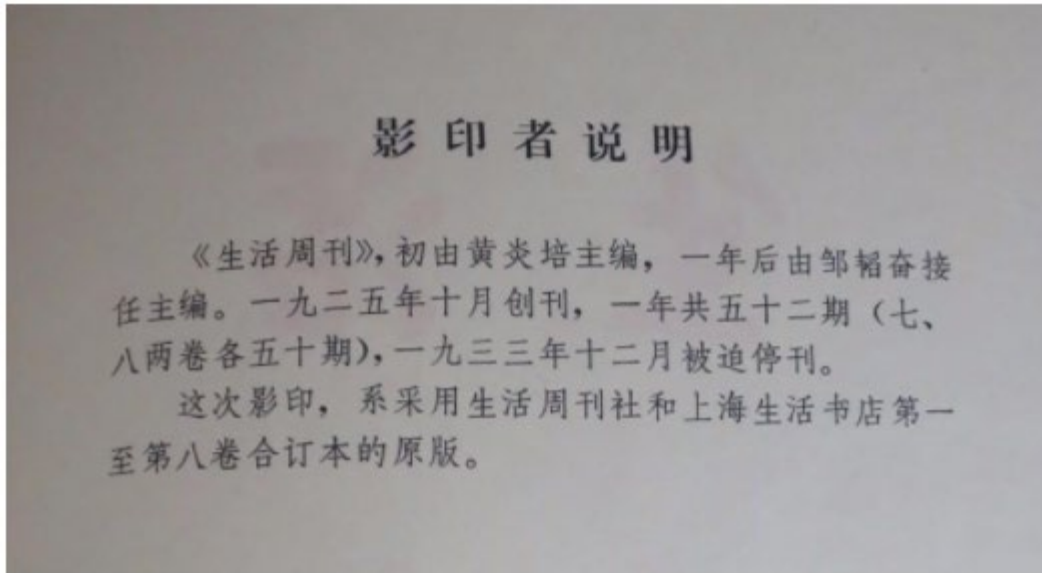 影印者说明
《生活周刊》，初由黄炎培主编，一年后由邹韬奋接
任主编。一九二五年十月创刊，一年共五十二期（七、
八两卷各五十期），一九三三年十二月被迫停刊。
这次影印，系采用生活周刊社和上海生活书店第一
至第八卷合订本的原版。